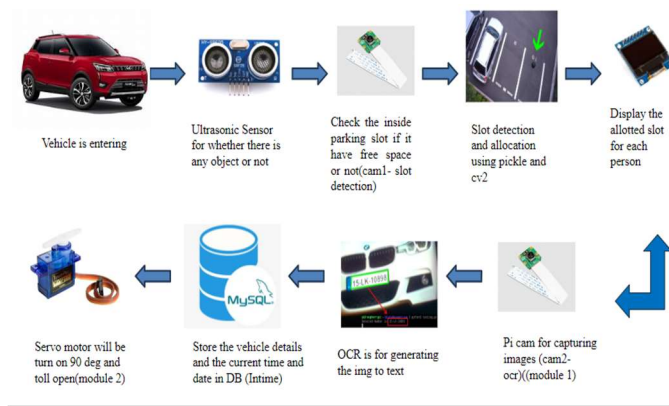 Vehicle is entering
Ultrasonic Sensor
for whether there is
any object or not
Check the inside
parking slot if it
have free space
or not(cam1- slot
detection)
Slot detection
and allocation
using pickle and
cv2
Display the
allotted slot
for each
person
Servo motor will be
turn on 90 deg and
toll open(module 2)
MySQL
Store the vehicle details
and the current time and
date in DB (Intime)
15-LK-10898
OCR is for generating
the img to text
Pi cam for capturing
images (cam2-
ocr)((module 1)